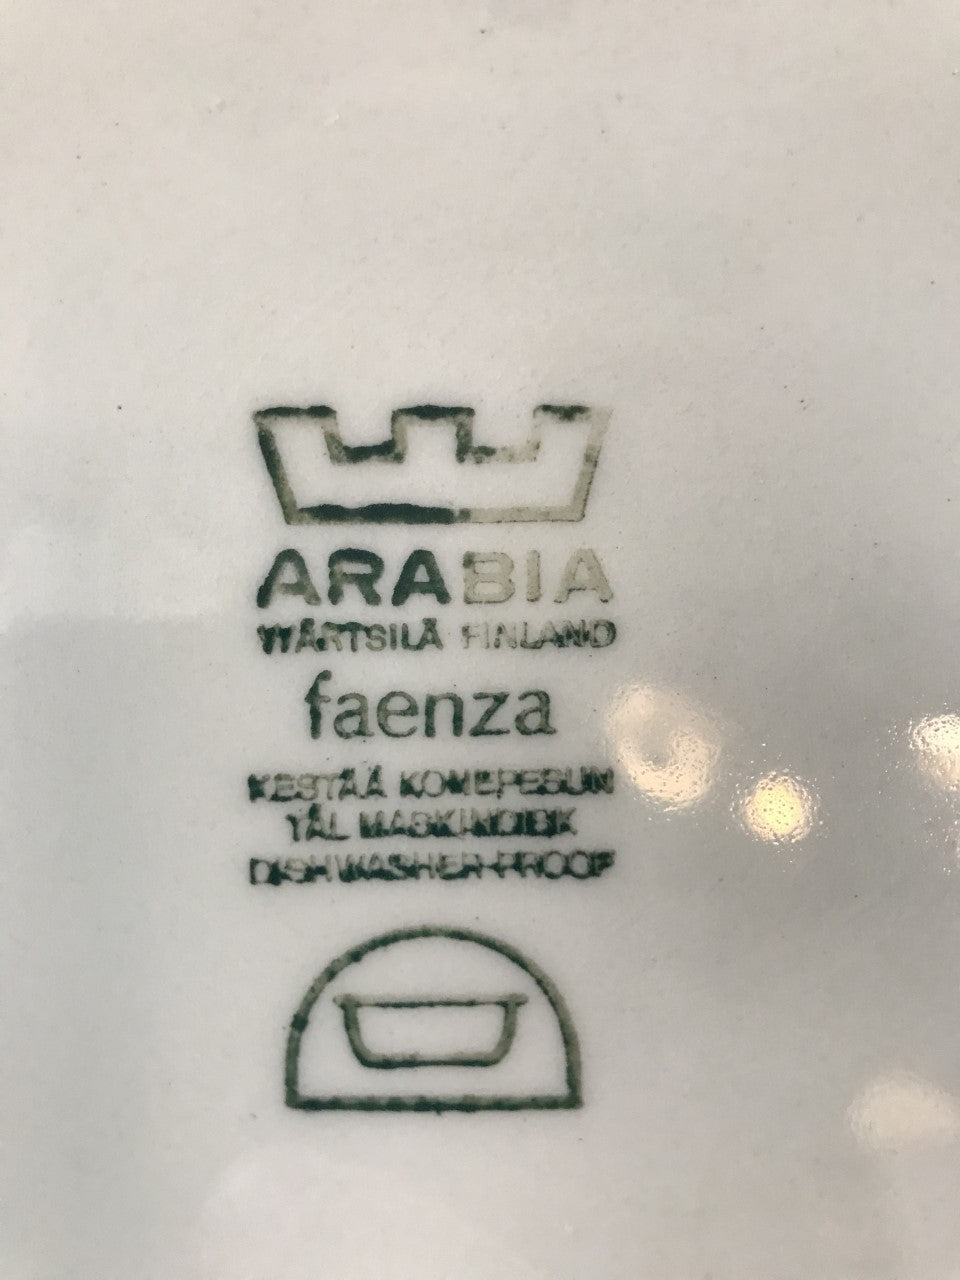 ARABIA
WÄRTSILÄ FINLAND
faenza
KESTÄÄ KONEPESUN
TÅL MASKINDISK
DISHWASHER-PROOF